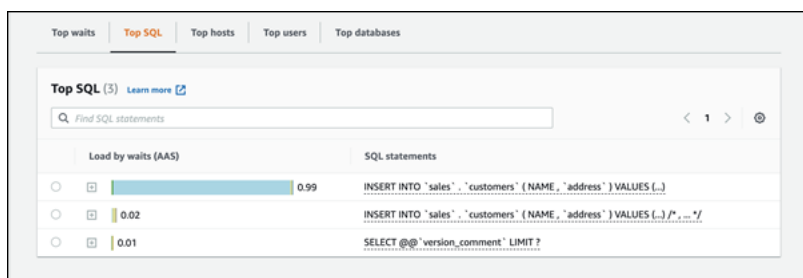 Top waits Top SQL Top hosts Top users Top databases
Top SQL (3) Learn more
Find SQL statements 1
Load by waits (AAS) SQL statements
0.99 INSERT INTO `sales` . `customers` ( NAME , `address` ) VALUES (...)
0.02 INSERT INTO `sales` . `customers` ( NAME , `address` ) VALUES (...) /* , ... */
0.01 SELECT @@ `version_comment` LIMIT ?